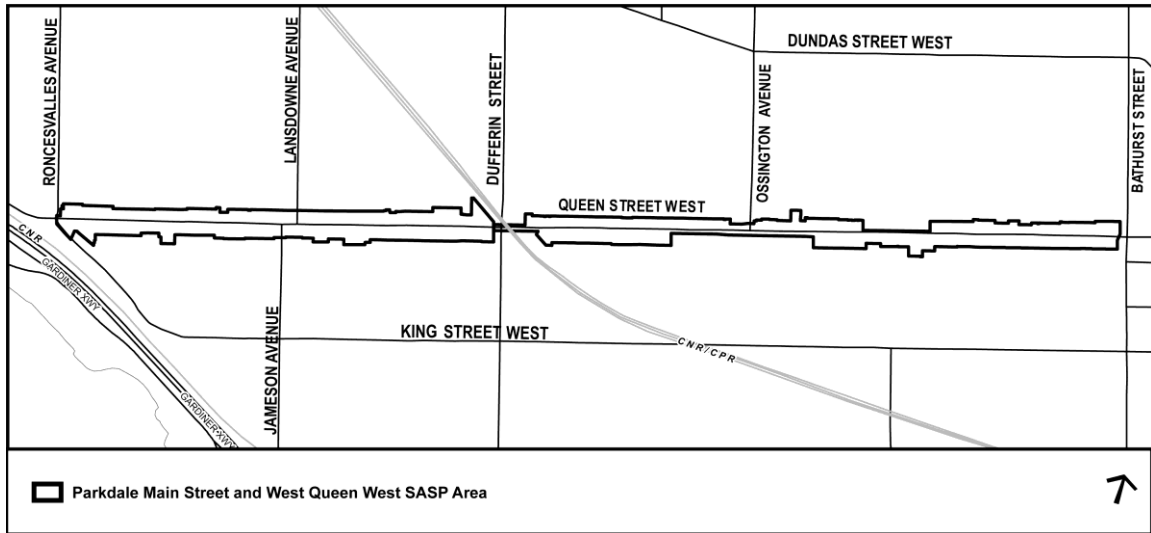 RONCESVALLES AVENUE
LANSDOWNE AVENUE
DUFFERIN STREET
OSSINGTON AVENUE
DUNDAS STREET WEST
BATHURST STREET
QUEEN STREET WEST
CNR
GARDINER XWY
GARDINER XWY
JAMESON AVENUE
KING STREET WEST
CNR/CPR
Parkdale Main Street and West Queen West SASP Area